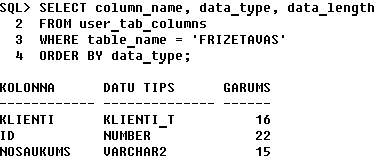 SQL> SELECT column_name, data_type, data_length
2 FROM user_tab_columns
3 WHERE table_name = 'FRIZETAVAS'
4 ORDER BY data_type;
KOLONNA DATU TIPS GARUMS
----------- -------------- ------
KLIENTI KLIENTI_T 16
ID NUMBER 22
NOSAUKUMS VARCHAR2 15